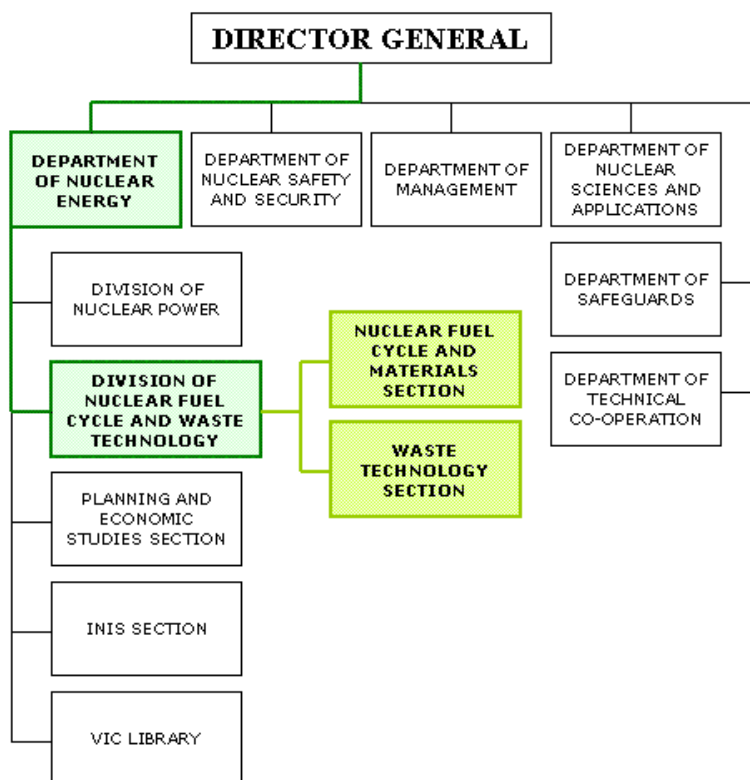 DIRECTOR GENERAL
DEPARTMENT
OF NUCLEAR
ENERGY
DEPARTMENT OF
NUCLEAR SAFETY
AND SECURITY
DEPARTMENT OF
MANAGEMENT
DEPARTMENT OF
NUCLEAR
SCIENCES AND
APPLICATIONS
DIVISION OF
NUCLEAR POWER
DEPARTMENT OF
SAFEGUARDS
DIVISION OF
NUCLEAR FUEL
CYCLE AND WASTE
TECHNOLOGY
NUCLEAR FUEL
CYCLE AND
MATERIALS
SECTION
DEPARTMENT OF
TECHNICAL
CO-OPERATION
WASTE
TECHNOLOGY
SECTION
PLANNING AND
ECONOMIC
STUDIES SECTION
INIS SECTION
VIC LIBRARY